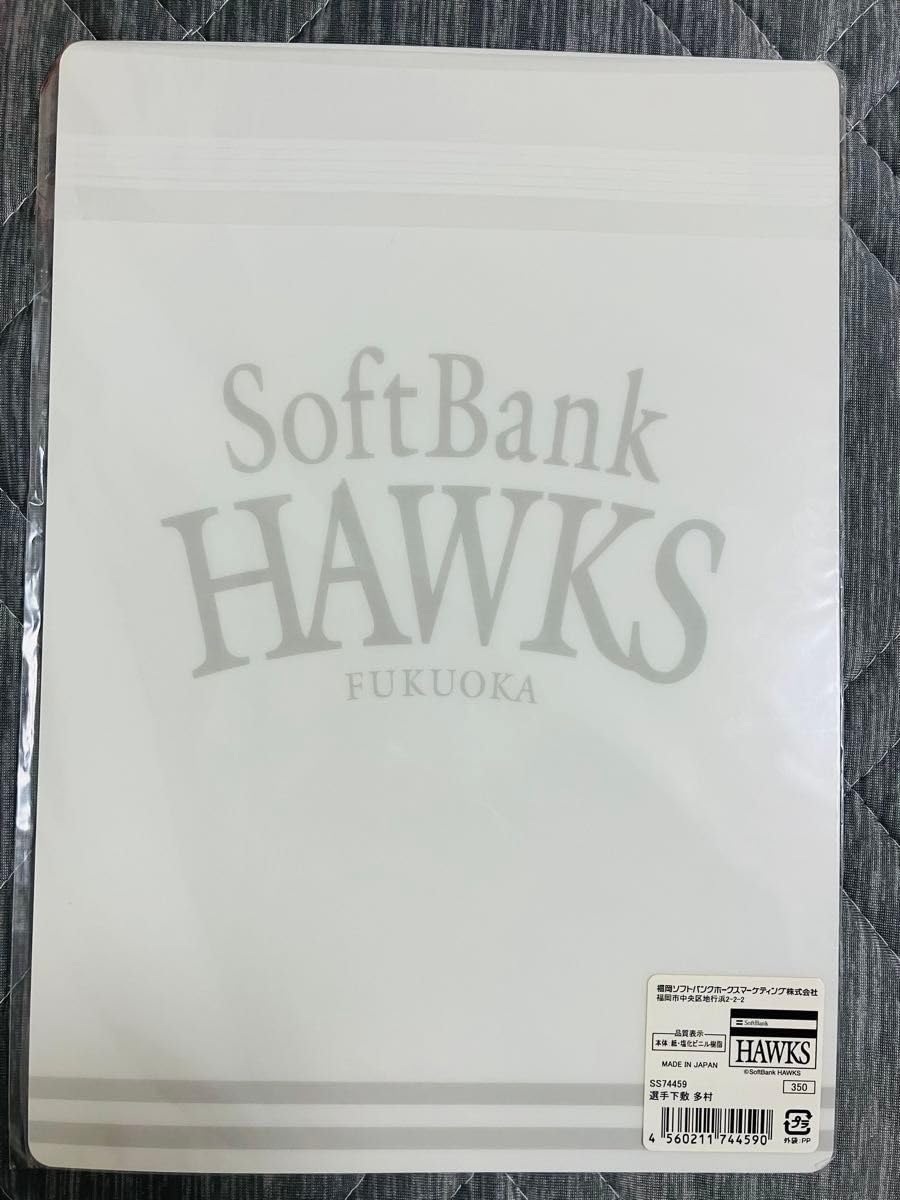 SoftBank
HAWKS
FUKUOKA
福岡ソフトバンクホークスマーケティング株式会社
福岡市中央区地行浜2-2-2
品質表示
本体:紙・塩化ビニル樹脂
MADE IN JAPAN
SoftBank
HAWKS
©SoftBank HAWKS
SS74459
350
選手下敷 多村
4 560211 744590
プラ
外袋:PP